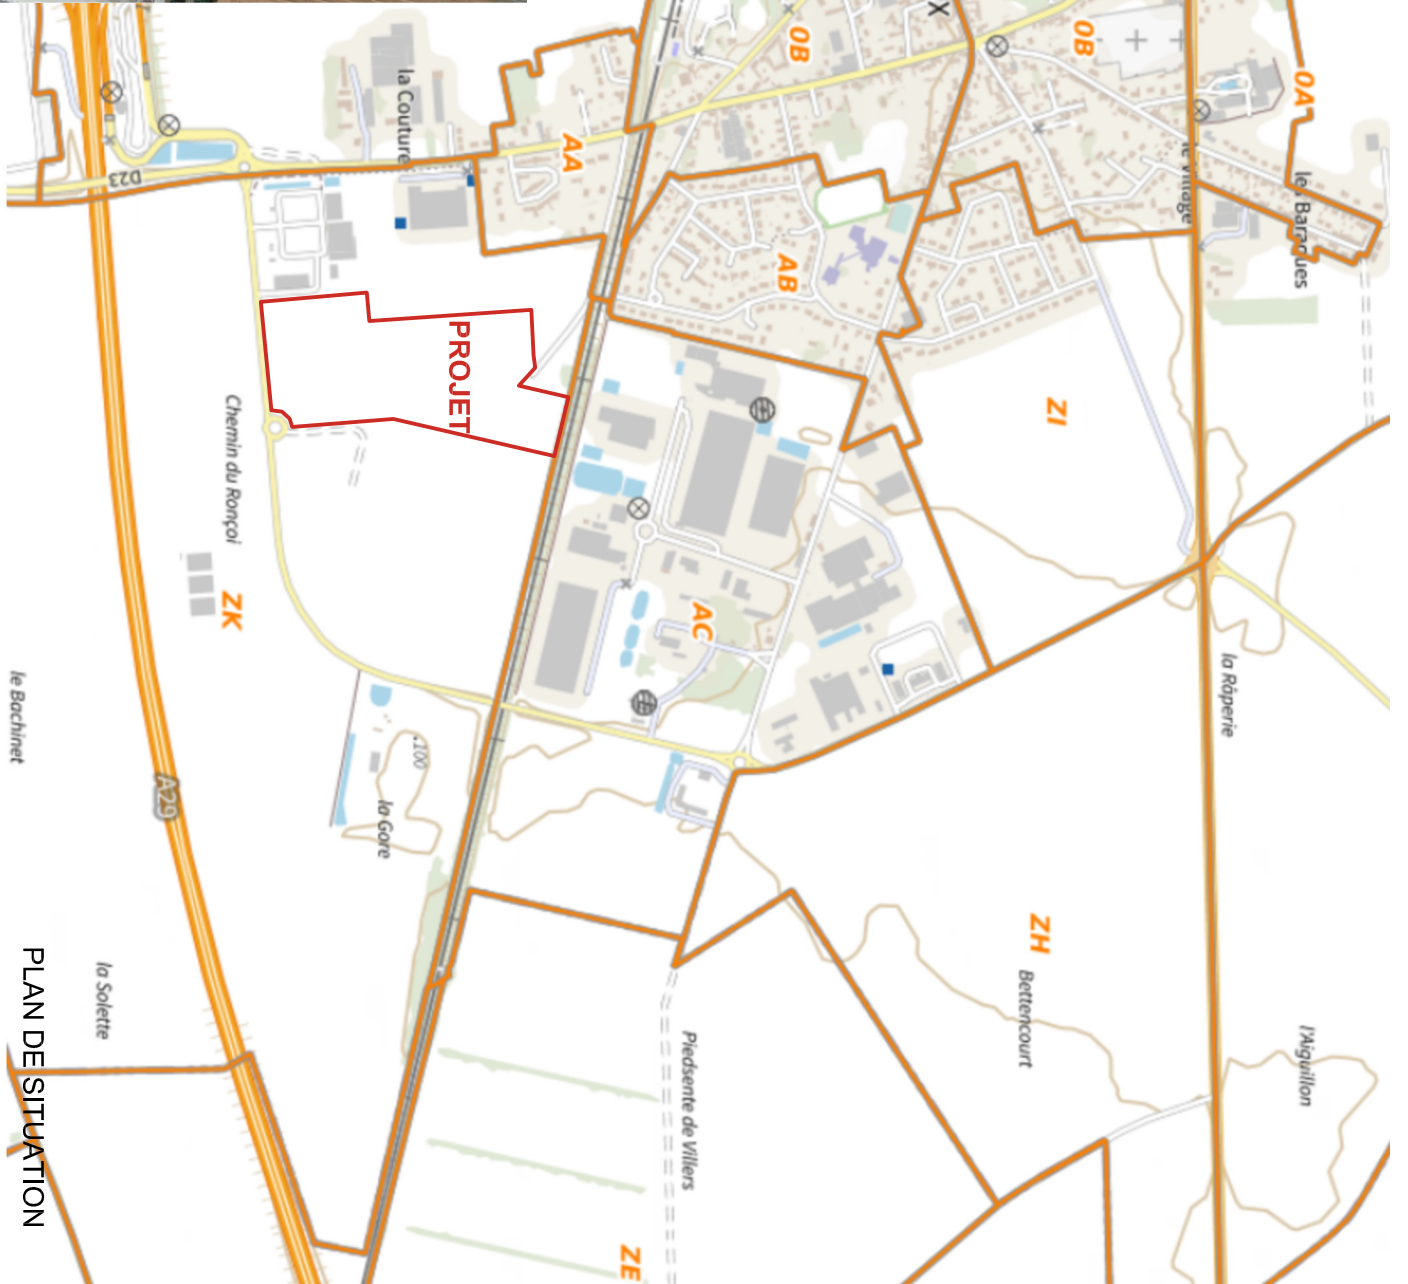 PLAN DE SITUATION
PROJET
0A
0B
0B
AA
AB
AC
ZI
ZK
ZH
ZE
la Couture
D23
le Village
les Baraques
Chemin du Ronçoi
le Bachinet
A29
.100
la Gore
la Solette
la Râperie
Bettencourt
l'Aiguillon
Piedsente de Villers